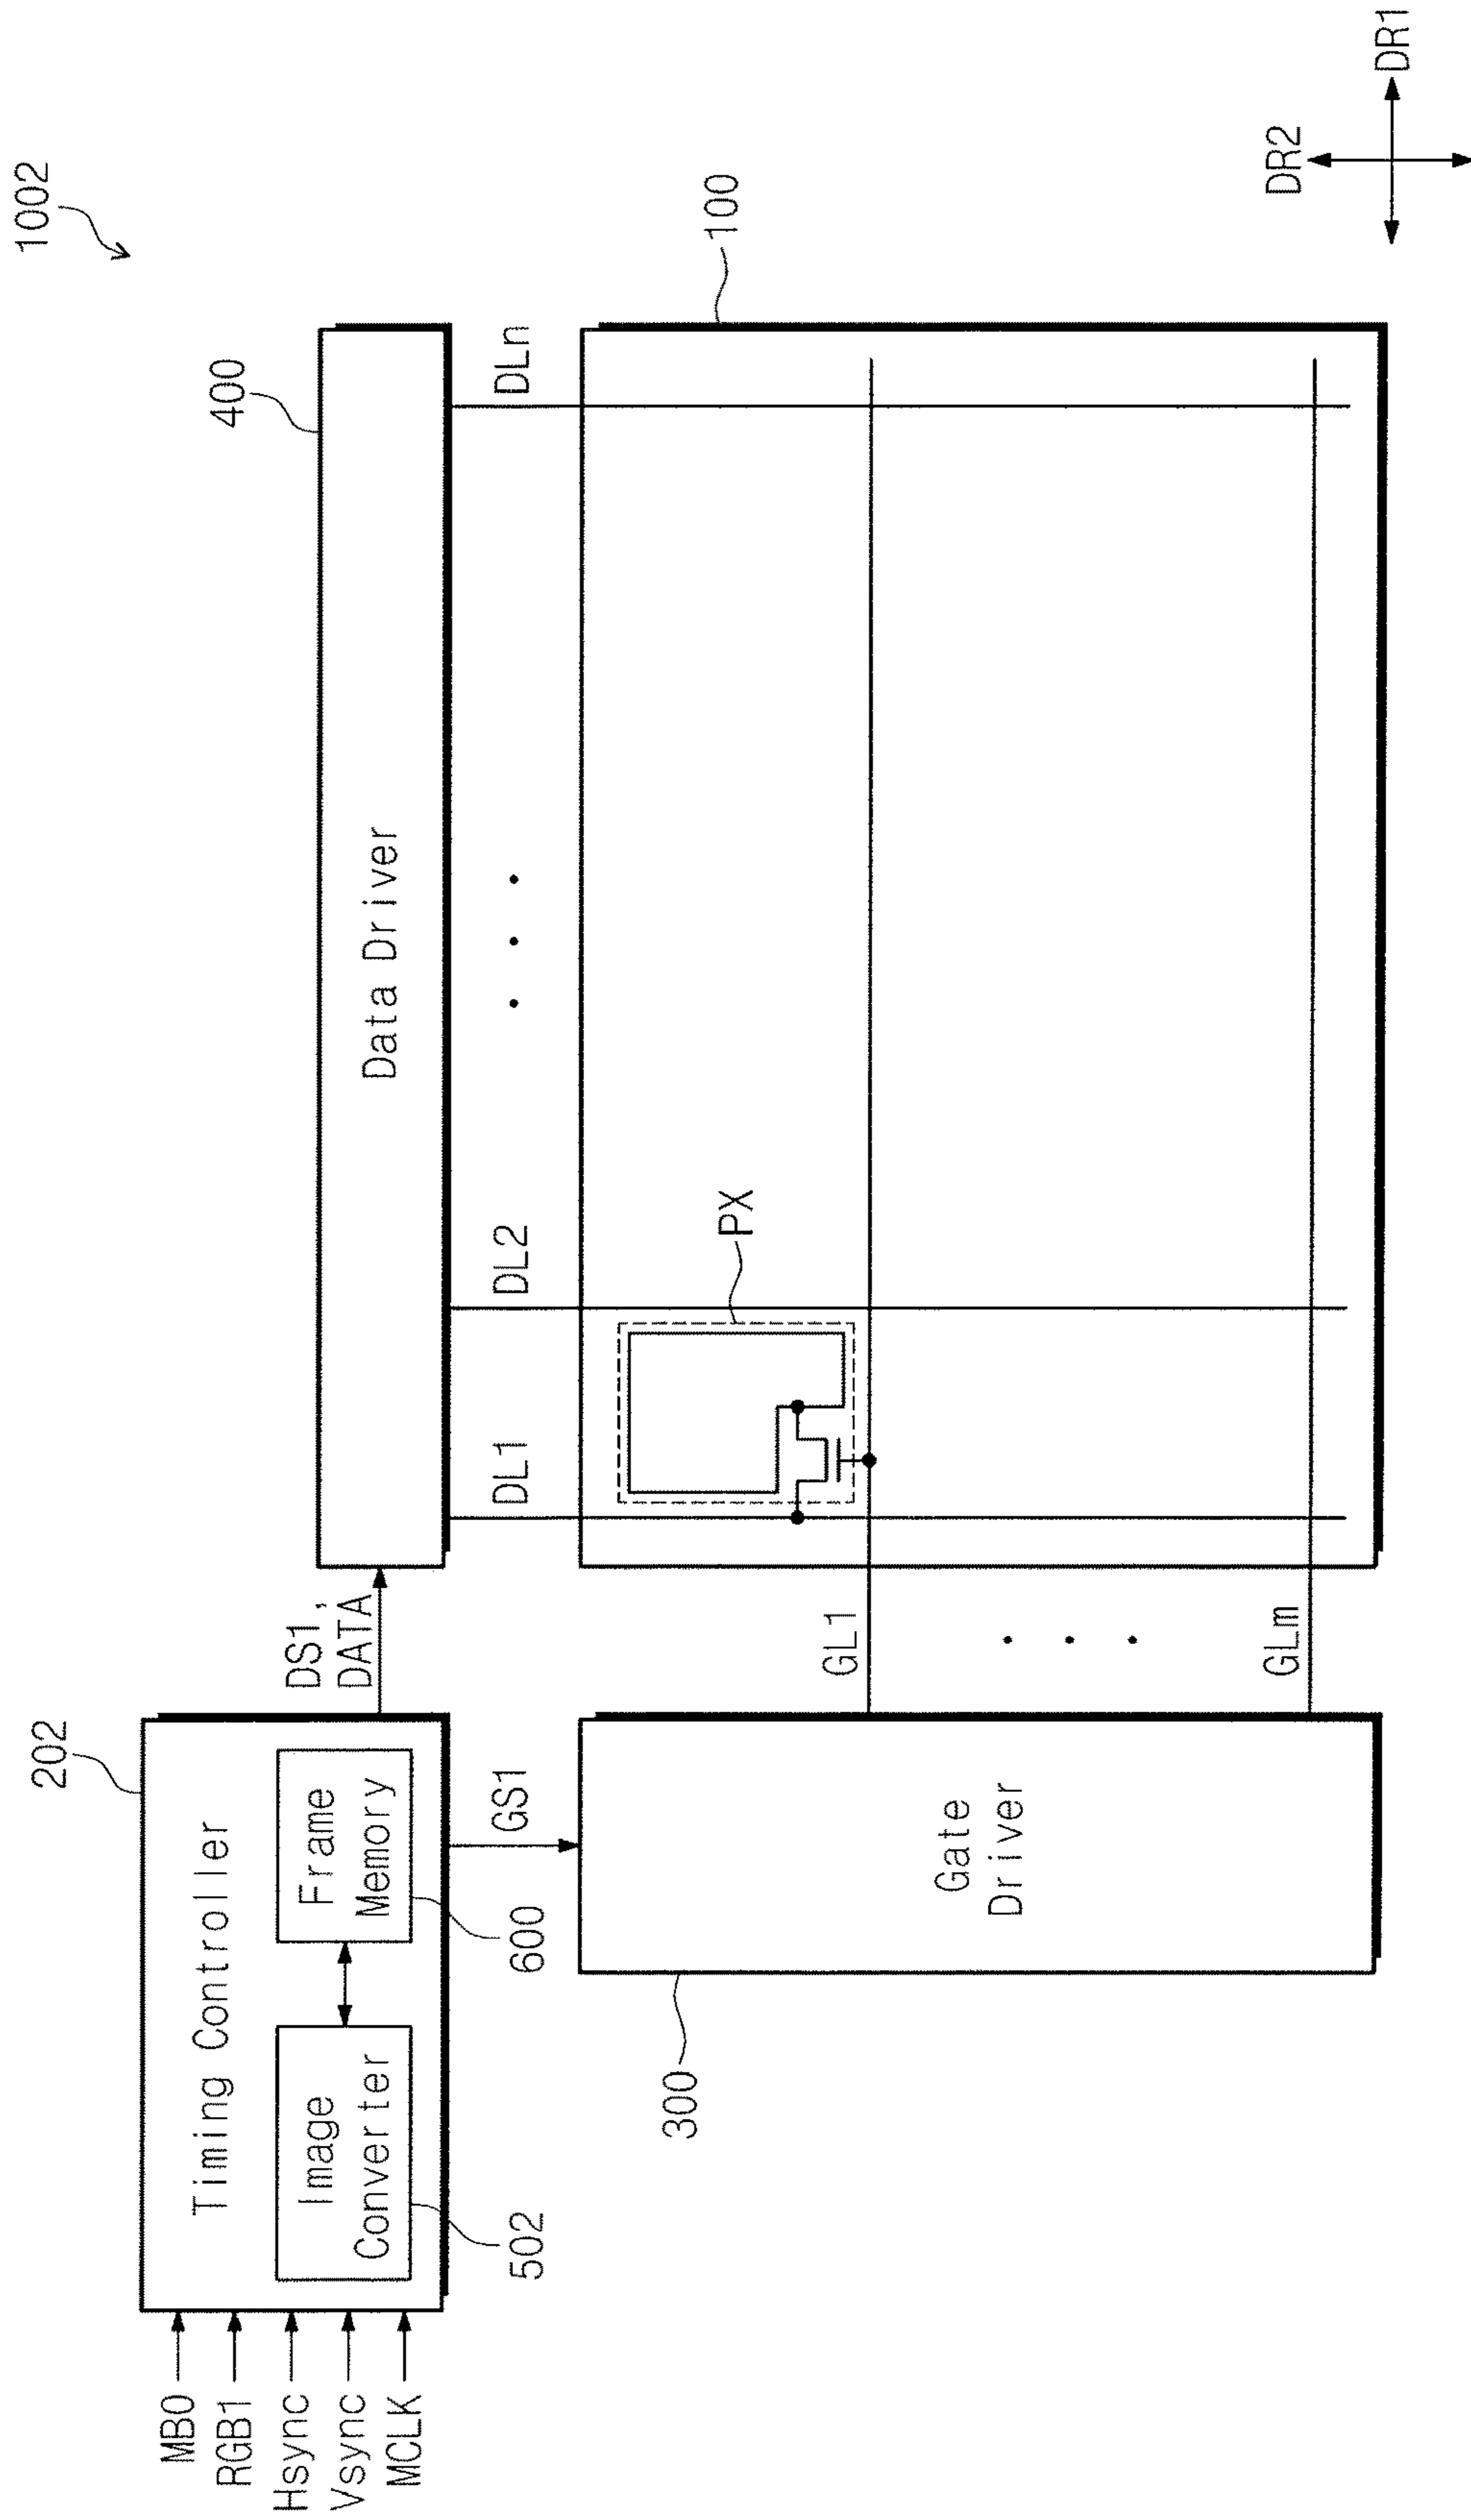 1002
202
400
Timing Controller
MB0
RGB1
Hsync
Vsync
MCLK
Image
Converter
Frame
Memory
502
600
DS1,
DATA
Data Driver
GS1
DL1
DL2
DLn
100
PX
300
Gate
Driver
GL1
GLm
DR2
DR1